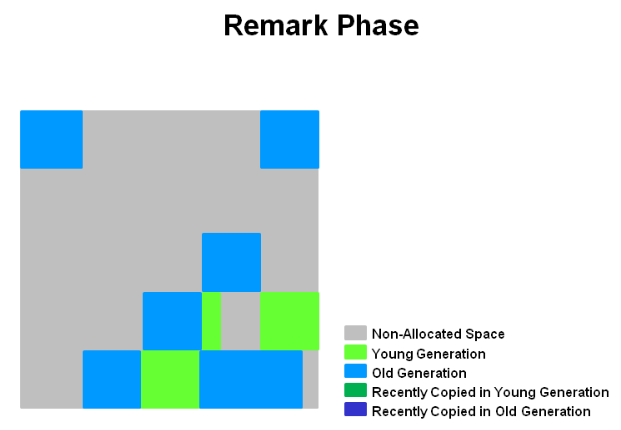 Remark Phase
Non-Allocated Space
Young Generation
Old Generation
Recently Copied in Young Generation
Recently Copied in Old Generation